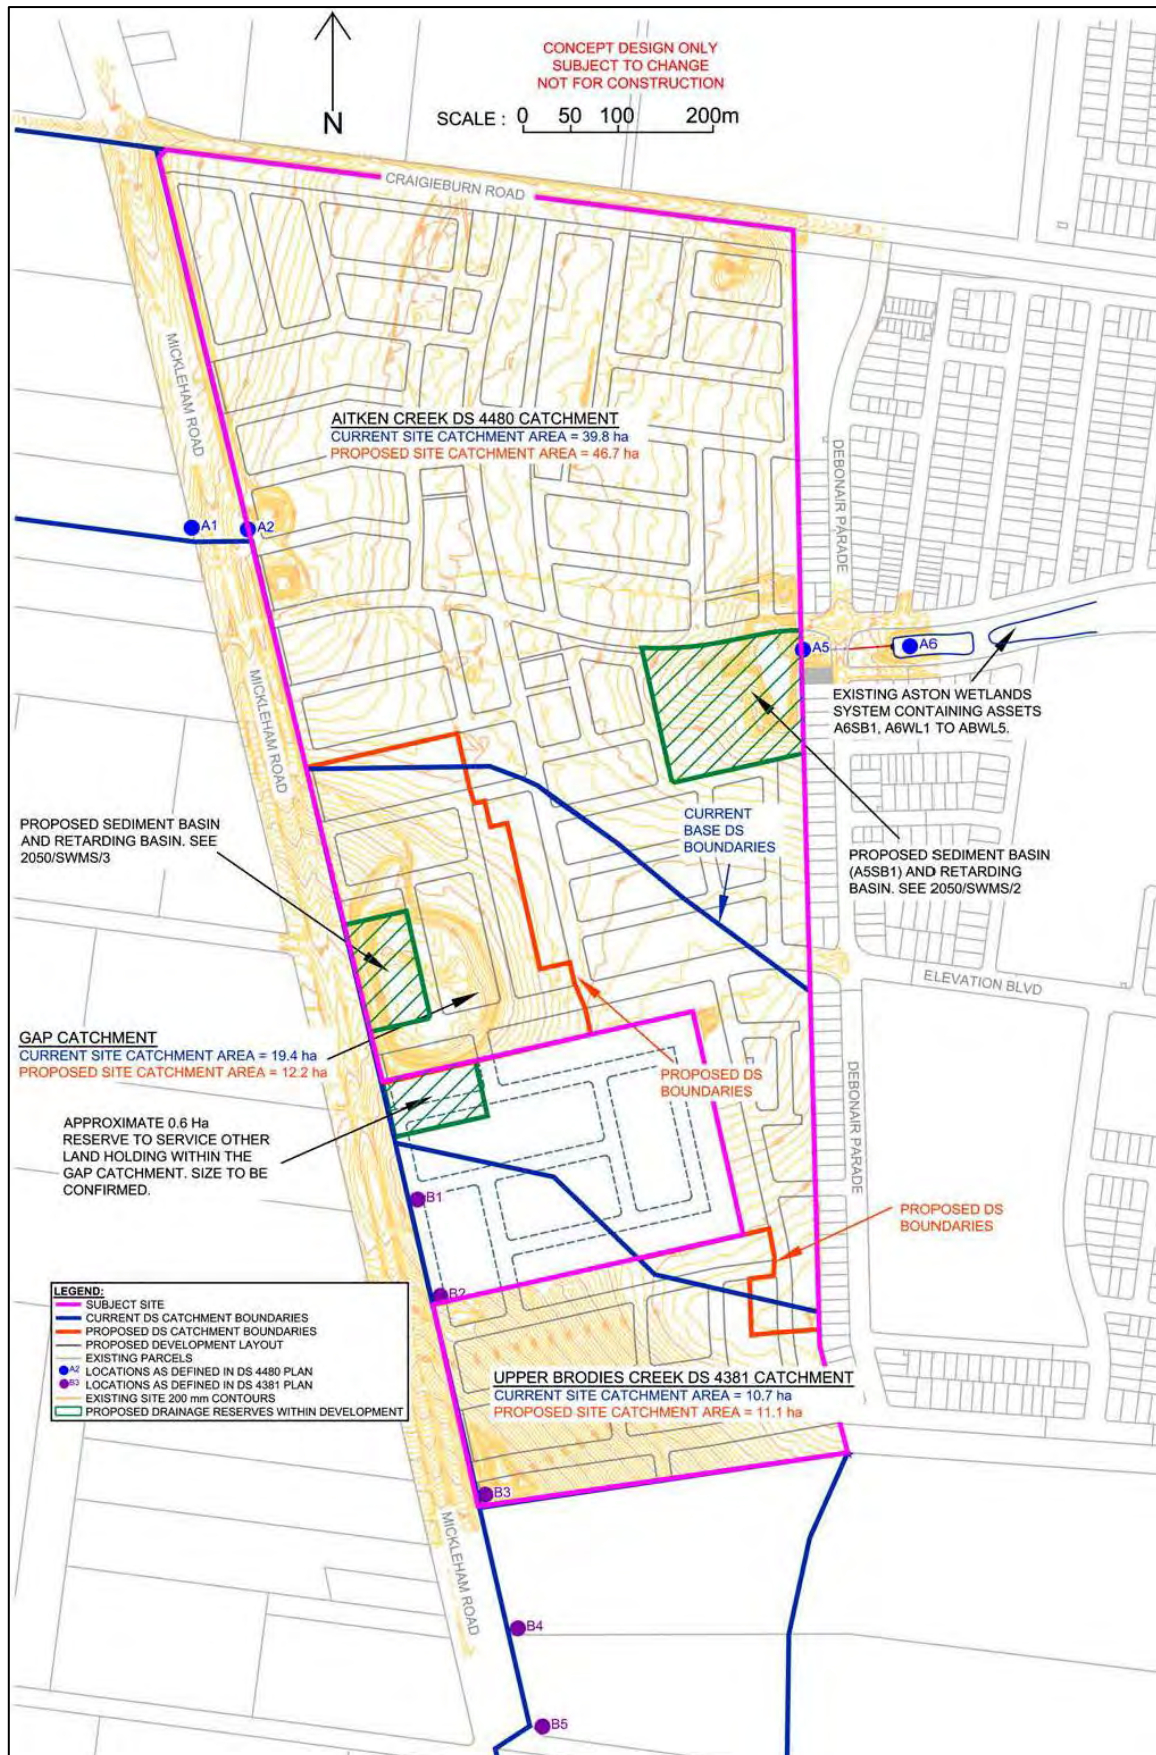 CONCEPT DESIGN ONLY
SUBJECT TO CHANGE
NOT FOR CONSTRUCTION
N
SCALE : 0 50 100 200m
CRAIGIEBURN ROAD
MICKLEHAM ROAD
AITKEN CREEK DS 4480 CATCHMENT
CURRENT SITE CATCHMENT AREA = 39.8 ha
PROPOSED SITE CATCHMENT AREA = 46.7 ha
DEBONAIR PARADE
A1
A2
A5
A6
MICKLEHAM ROAD
EXISTING ASTON WETLANDS
SYSTEM CONTAINING ASSETS
A6SB1, A6WL1 TO ABWL5.
PROPOSED SEDIMENT BASIN
AND RETARDING BASIN. SEE
2050/SWMS/3
CURRENT
BASE DS
BOUNDARIES
PROPOSED SEDIMENT BASIN
(A5SB1) AND RETARDING
BASIN. SEE 2050/SWMS/2
ELEVATION BLVD
GAP CATCHMENT
CURRENT SITE CATCHMENT AREA = 19.4 ha
PROPOSED SITE CATCHMENT AREA = 12.2 ha
PROPOSED DS
BOUNDARIES
DEBONAIR PARADE
APPROXIMATE 0.6 Ha
RESERVE TO SERVICE OTHER
LAND HOLDING WITHIN THE
GAP CATCHMENT. SIZE TO BE
CONFIRMED.
B1
PROPOSED DS
BOUNDARIES
B2
LEGEND:
SUBJECT SITE
CURRENT DS CATCHMENT BOUNDARIES
PROPOSED DS CATCHMENT BOUNDARIES
PROPOSED DEVELOPMENT LAYOUT
EXISTING PARCELS
A2 LOCATIONS AS DEFINED IN DS 4480 PLAN
B3 LOCATIONS AS DEFINED IN DS 4381 PLAN
EXISTING SITE 200 mm CONTOURS
PROPOSED DRAINAGE RESERVES WITHIN DEVELOPMENT
UPPER BRODIES CREEK DS 4381 CATCHMENT
CURRENT SITE CATCHMENT AREA = 10.7 ha
PROPOSED SITE CATCHMENT AREA = 11.1 ha
B3
MICKLEHAM ROAD
B4
B5